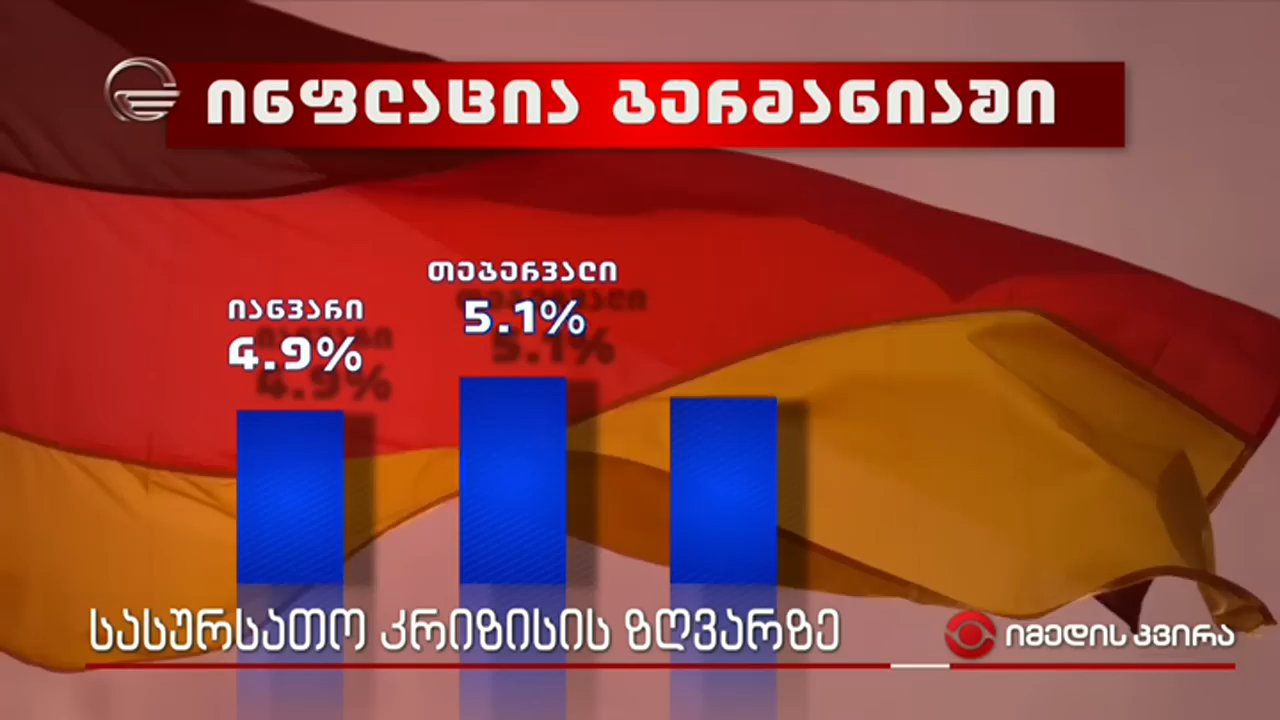 ინფლაცია გერმანიაში
იანვარი
4.9%
თებერვალი
5.1%
სასურსათო კრიზისის ზღვარზე
იმედის კვირა